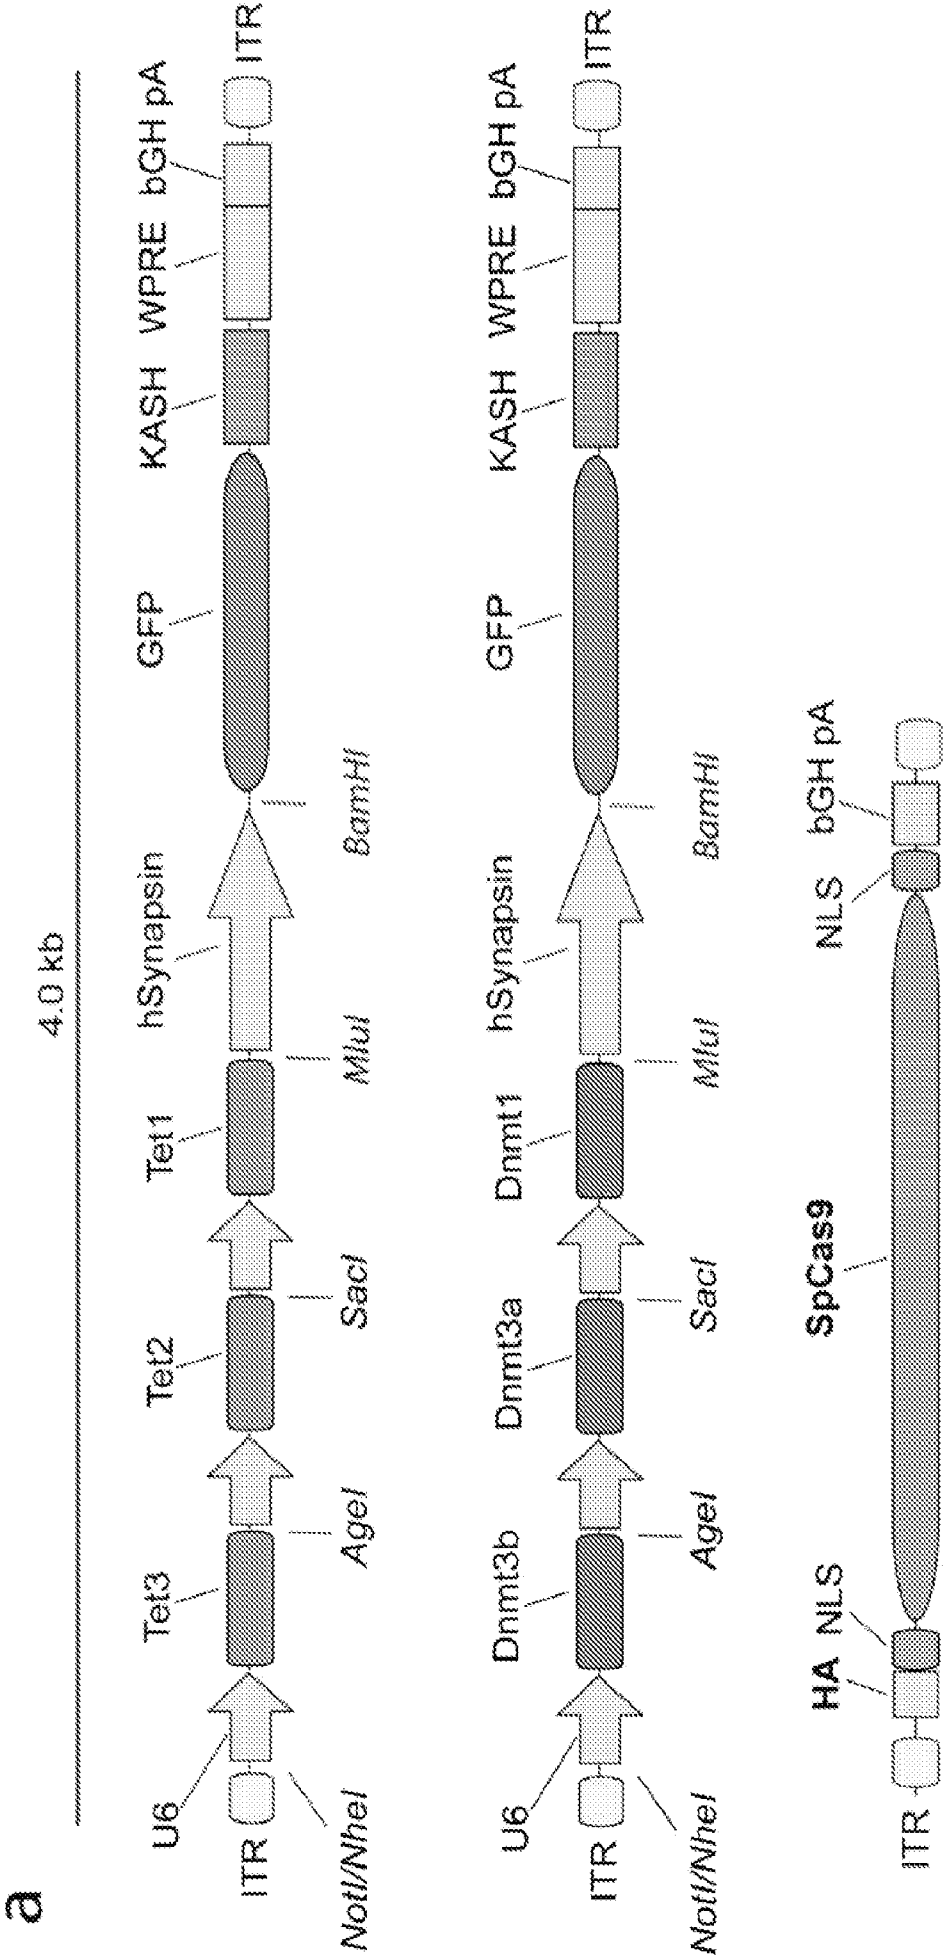 a
4.0 kb
U6 Tet3 Tet2 Tet1 hSynapsin GFP KASH WPRE bGH pA
ITR ITR
NotI/NheI AgeI SacI MluI BamHI
U6 Dnmt3b Dnmt3a Dnmt1 hSynapsin GFP KASH WPRE bGH pA
ITR ITR
NotI/NheI AgeI SacI MluI BamHI
HA NLS SpCas9 NLS bGH pA
ITR